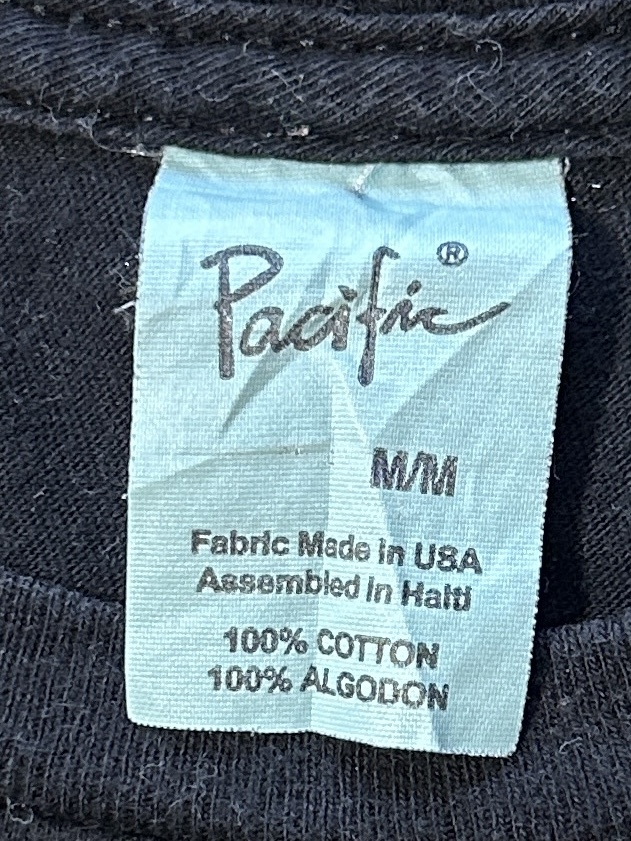 Pacific®
M/M
Fabric Made in USA
Assembled in Haiti
100% COTTON
100% ALGODON